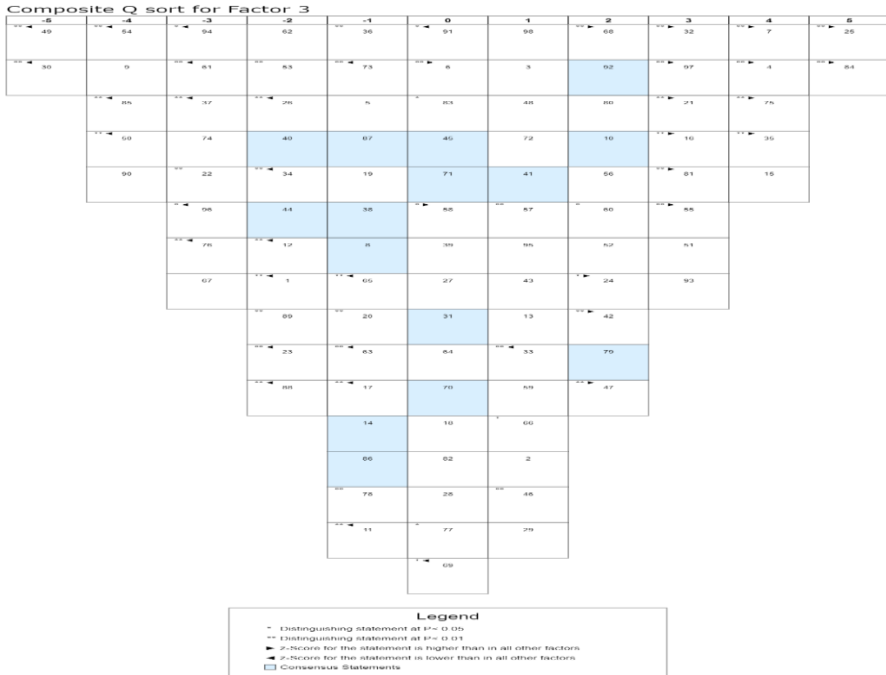 Composite Q sort for Factor 3
-5 -4 -3 -2 -1 0 1 2 3 4 5
** ◄ 49 ** ◄ 54 * ◄ 94 62 ** 36 * ◄ 91 98 ** ► 68 ** ► 32 ** ► 7 ** ► 25
** ◄ 30 9 ** ◄ 61 ** 53 ** ◄ 73 ** ► 6 3 92 ** ► 97 ** ► 4 ** ► 84
** ◄ 85 ** ◄ 37 ** ◄ 26 5 * 83 48 80 ** ► 21 ** ► 75
** ◄ 74 40 87 45 72 10 ** ► 16 ** ► 35
90 ** 22 ** ◄ 34 19 71 41 56 ** ► 81 15
* ◄ 96 44 38 ** ► 58 ** 57 * ** ► 55
** ◄ 76 ** ◄ 12 8 39 95 52 51
67 ** ◄ 1 ** ◄ 65 27 43 * ► 24 93
** 89 ** 20 31 13 ** ► 42
** ◄ 23 ** ◄ 63 64 ** ◄ 33 79
** ◄ 88 ** ◄ 17 70 59 ** ► 47
14 18 * 66
86 82 2
** 78 28 ** 46
** ◄ 11 * 77 29
* ◄ 69
Legend
* Distinguishing statement at P< 0.05
** Distinguishing statement at P< 0.01
► z-Score for the statement is higher than in all other factors
◄ z-Score for the statement is lower than in all other factors
Consensus Statements